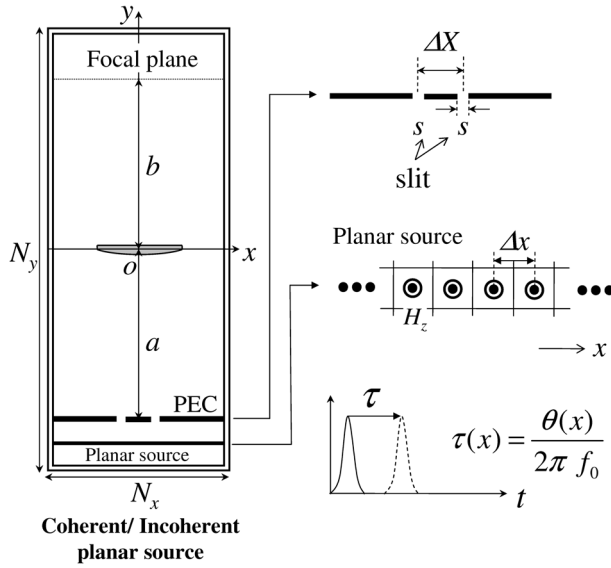 y
Focal plane
b
N_y
x
o
a
PEC
Planar source
N_x
Coherent/ Incoherent
planar source
ΔX
s s
slit
Planar source
Δx
H_z
x
τ
t
τ(x) = θ(x) / 2π f_0